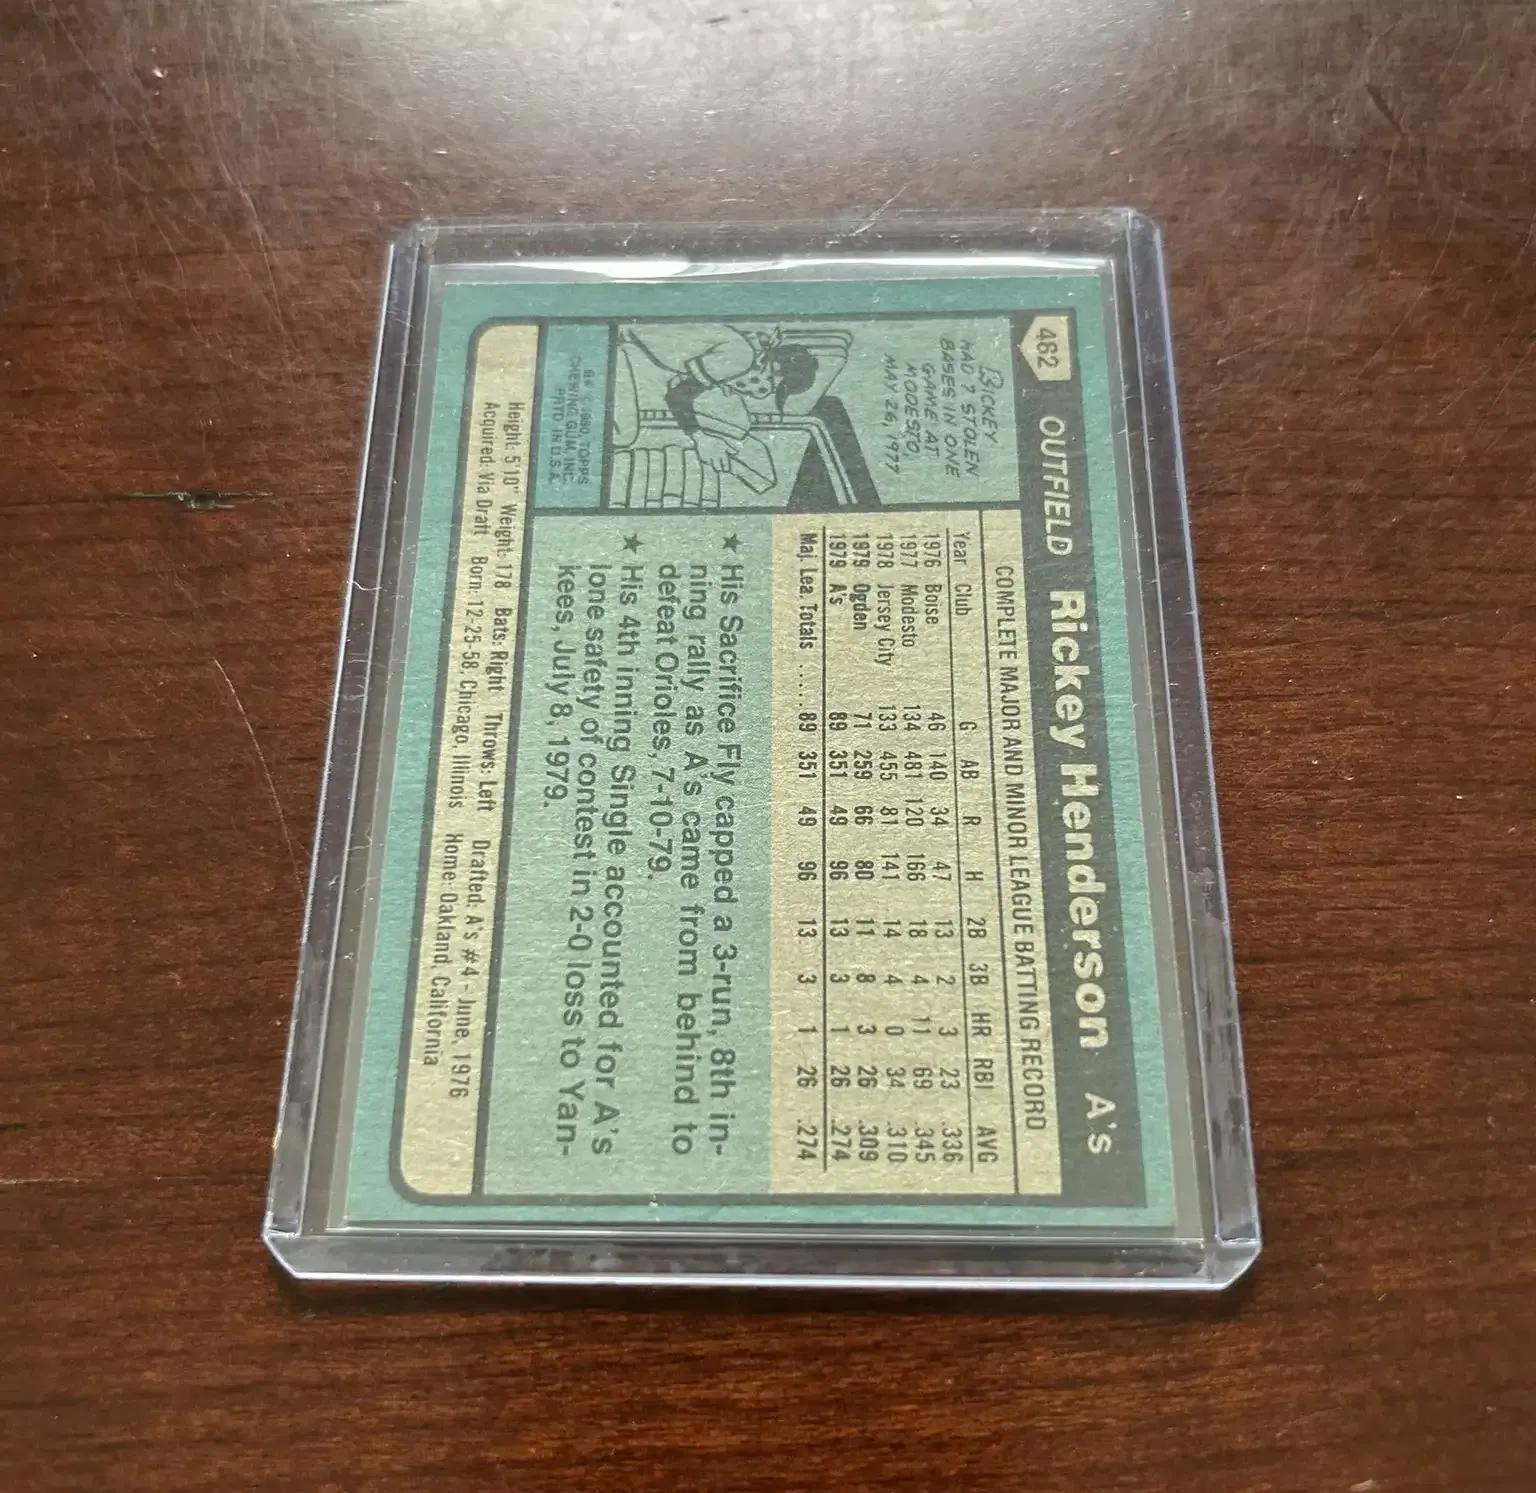 482
OUTFIELD Rickey Henderson A's
RICKEY
HAD 7 STOLEN
BASES IN ONE
GAME AT
MODESTO,
MAY 26, 1977
COMPLETE MAJOR AND MINOR LEAGUE BATTING RECORD
Year Club G AB R H 2B 3B HR RBI AVG
1976 Boise 46 140 34 47 13 2 3 23 .336
1977 Modesto 134 481 120 166 18 4 11 69 .345
1978 Jersey City 133 455 81 141 14 4 0 34 .310
1979 Ogden 71 259 66 80 11 8 3 26 .309
1979 A's 89 351 49 96 13 3 1 26 .274
Maj. Lea. Totals ..... 89 351 49 96 13 3 1 26 .274
★ His Sacrifice Fly capped a 3-run, 8th in-
ning rally as A's came from behind to
defeat Orioles, 7-10-79.
★ His 4th inning Single accounted for A's
lone safety of contest in 2-0 loss to Yan-
kees, July 8, 1979.
© 1980, TOPPS
CHEWING GUM, INC.
PRTD IN U.S.A.
Height: 5'10" Weight: 178 Bats: Right Throws: Left Drafted: A's #4 - June, 1976
Acquired: Via Draft Born: 12-25-58, Chicago, Illinois Home: Oakland, California